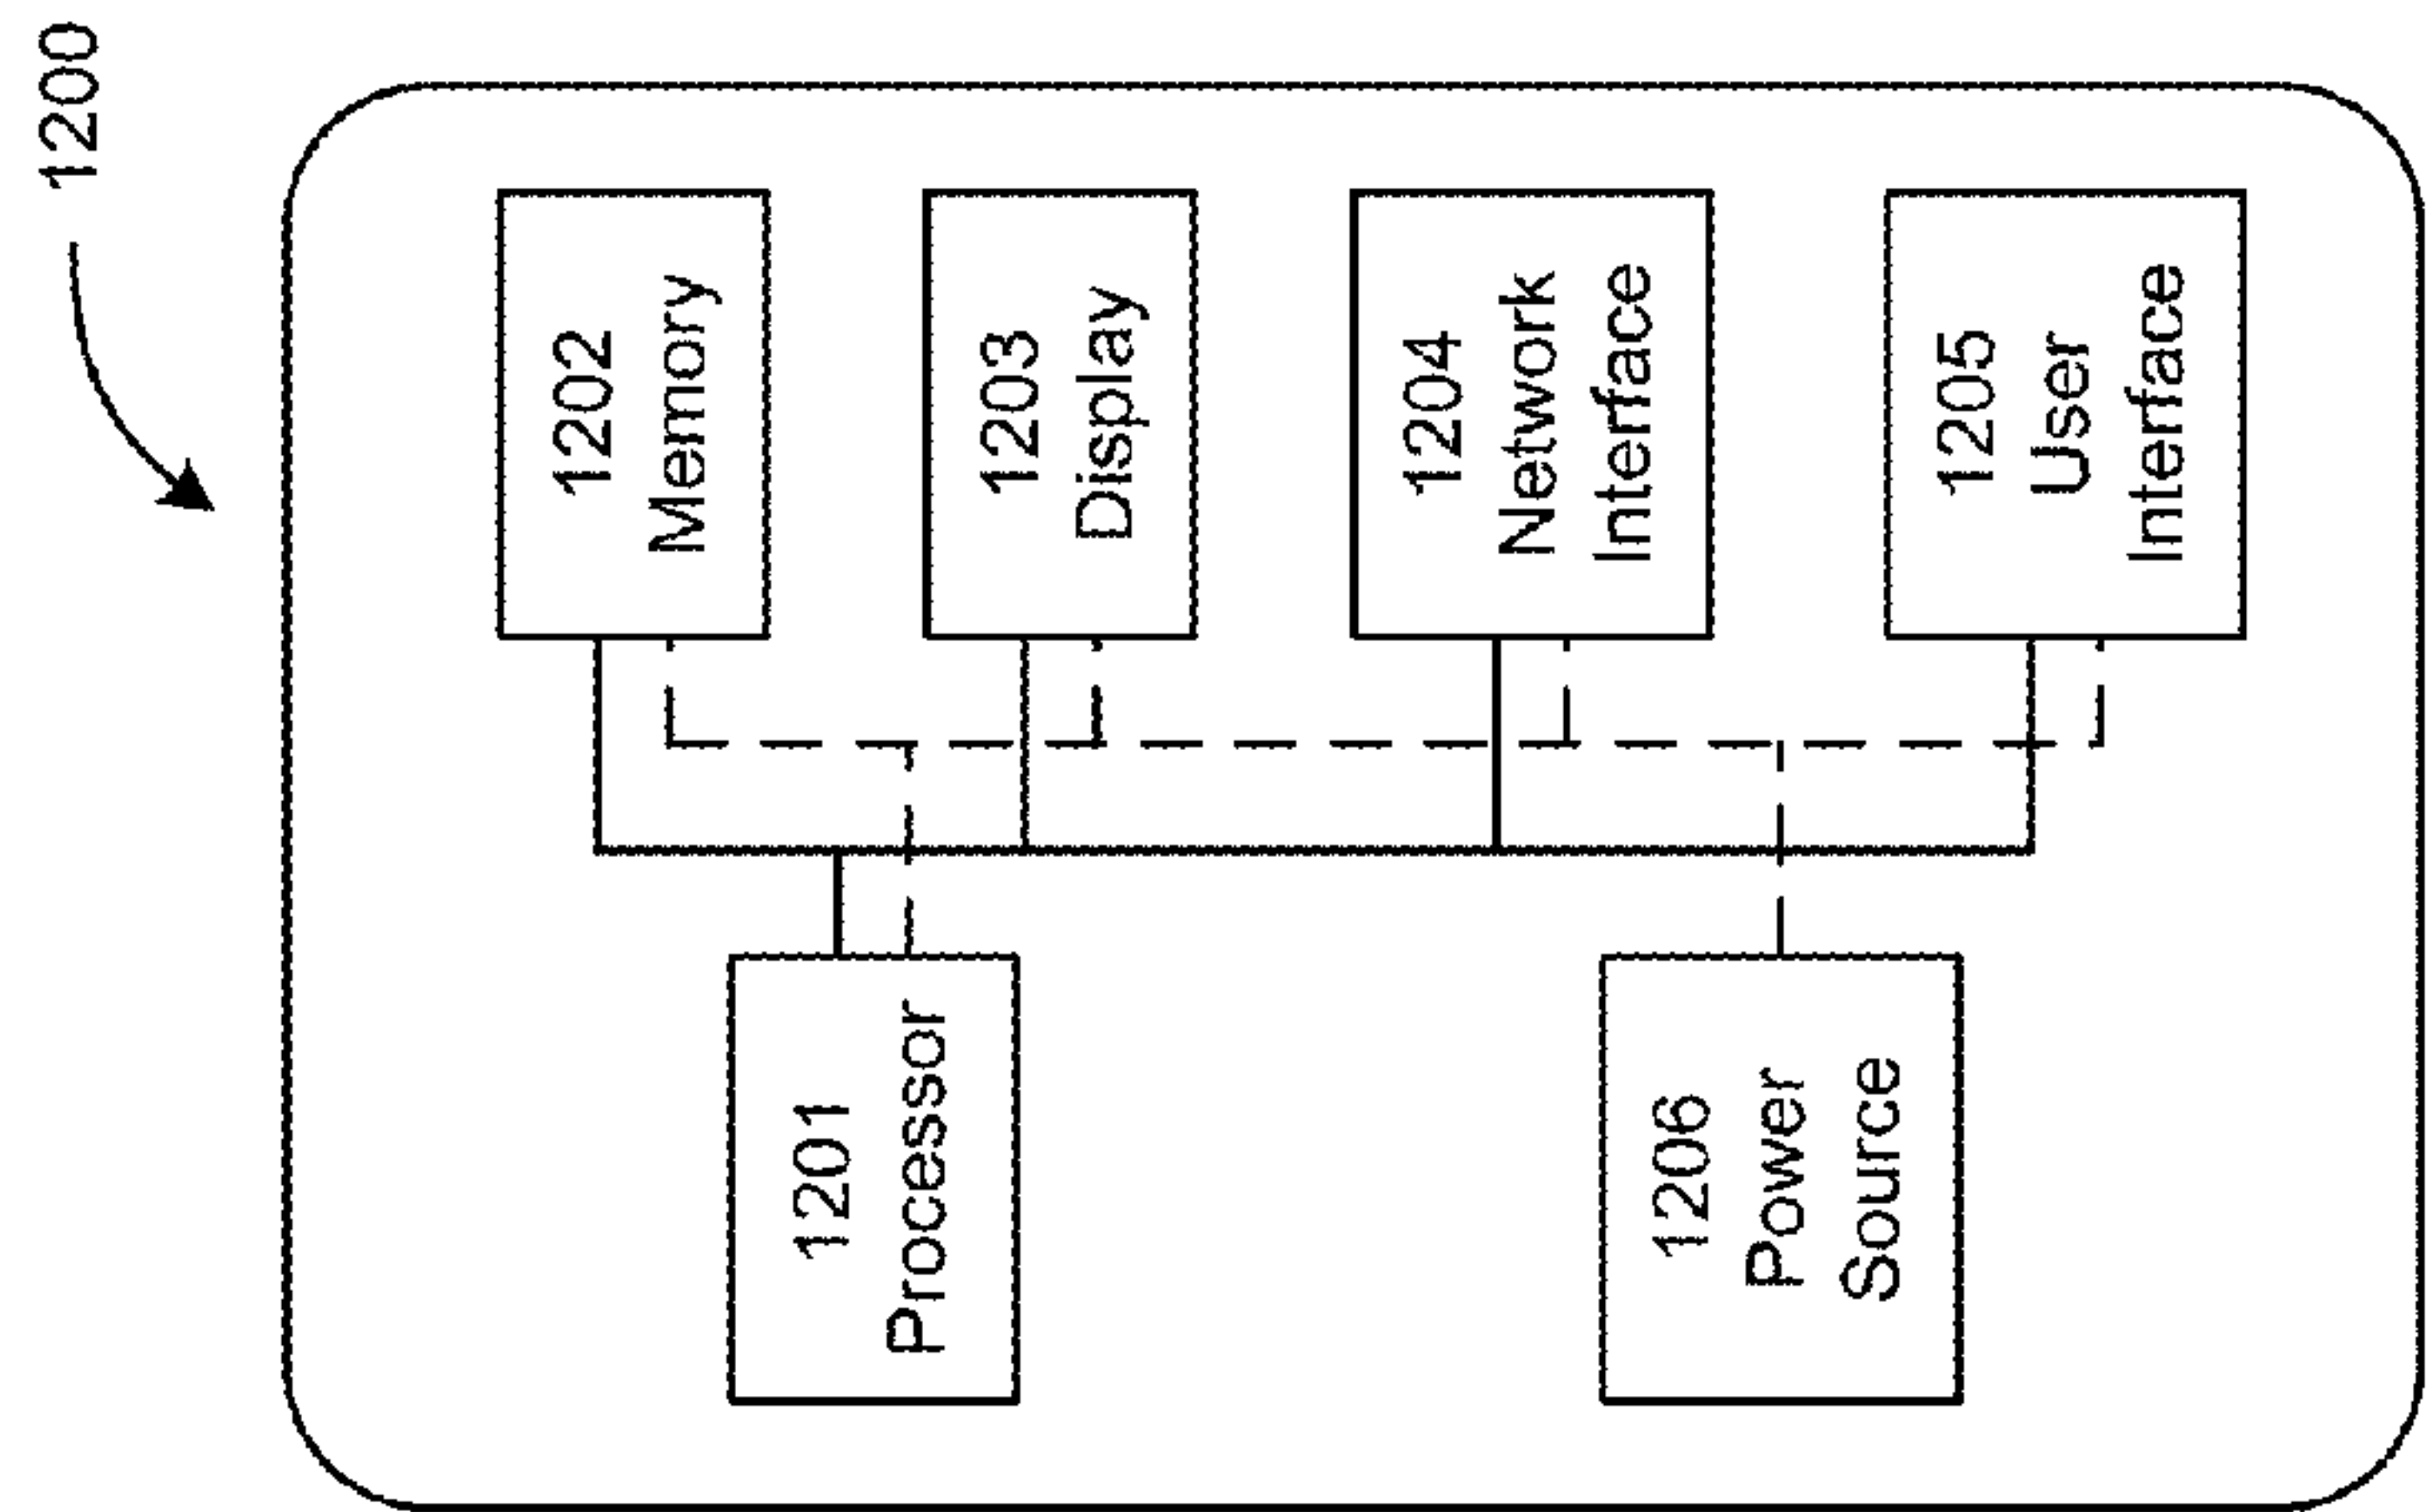 1200
1202
Memory
1203
Display
1204
Network
Interface
1205
User
Interface
1201
Processor
1206
Power
Source